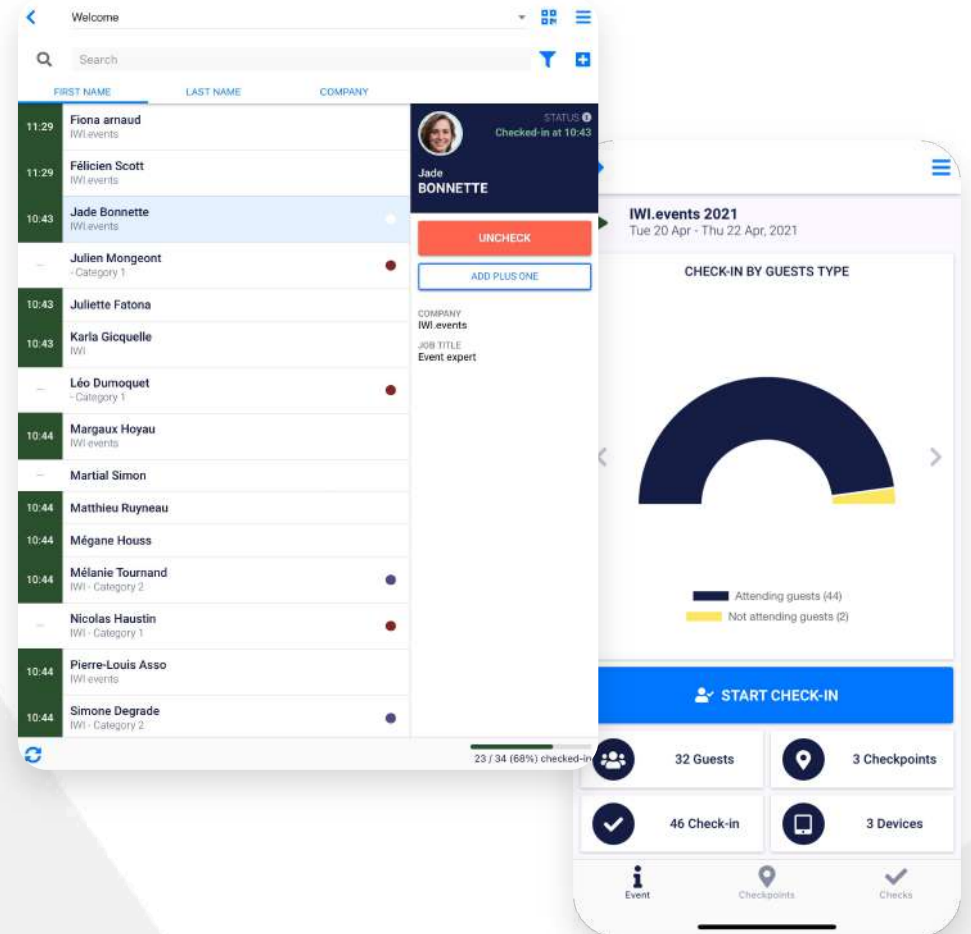 Welcome
Search
FIRST NAME LAST NAME COMPANY
11:29 Fiona arnaud
IWI.events
11:29 Félicien Scott
IWI.events
10:43 Jade Bonnette
IWI.events
– Julien Mongeont
- Category 1
10:43 Juliette Fatona
10:43 Karla Gicquelle
IWI
– Léo Dumoquet
- Category 1
10:44 Margaux Hoyau
IWI events
– Martial Simon
10:44 Matthieu Ruyneau
10:44 Mégane Houss
10:44 Mélanie Tournand
IWI - Category 2
– Nicolas Haustin
IWI - Category 1
10:44 Pierre-Louis Asso
IWI events
10:44 Simone Degrade
IWI - Category 2
STATUS
Checked-in at 10:43
Jade
BONNETTE
UNCHECK
ADD PLUS ONE
COMPANY
IWI.events
JOB TITLE
Event expert
23 / 34 (68%) checked-in
IWI.events 2021
Tue 20 Apr - Thu 22 Apr, 2021
CHECK-IN BY GUESTS TYPE
Attending guests (44)
Not attending guests (2)
START CHECK-IN
32 Guests
3 Checkpoints
46 Check-in
3 Devices
Event
Checkpoints
Checks